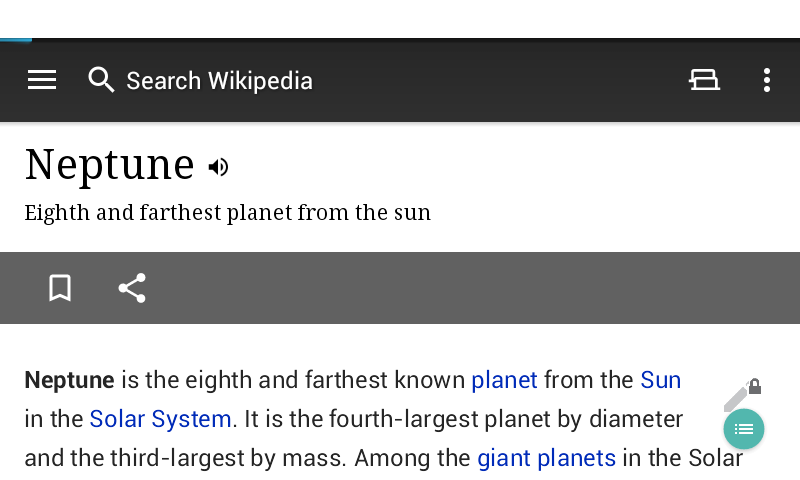 Search Wikipedia
Neptune
Eighth and farthest planet from the sun
Neptune is the eighth and farthest known planet from the Sun
in the Solar System. It is the fourth-largest planet by diameter
and the third-largest by mass. Among the giant planets in the Solar